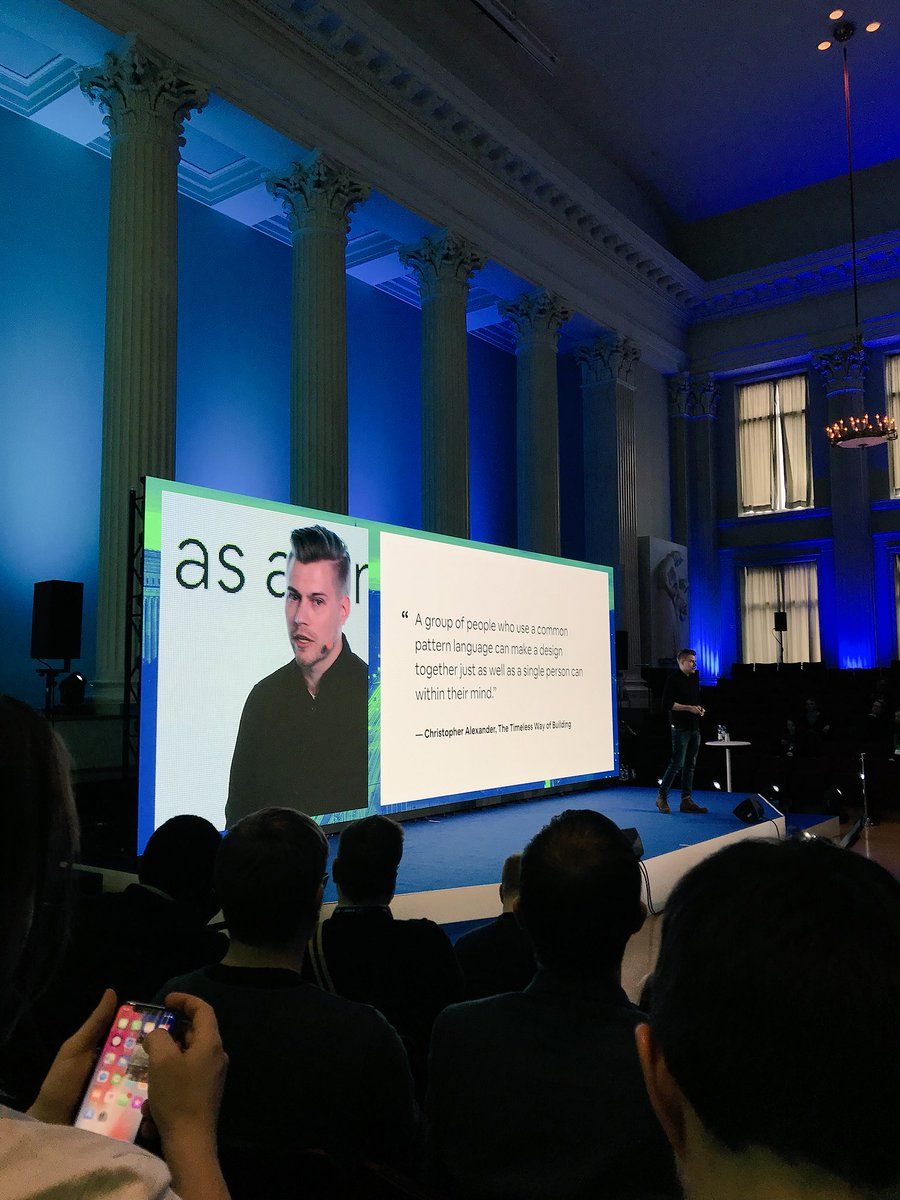 as a
“ A group of people who use a common
pattern language can make a design
together just as well as a single person can
within their mind.”
— Christopher Alexander, The Timeless Way of Building